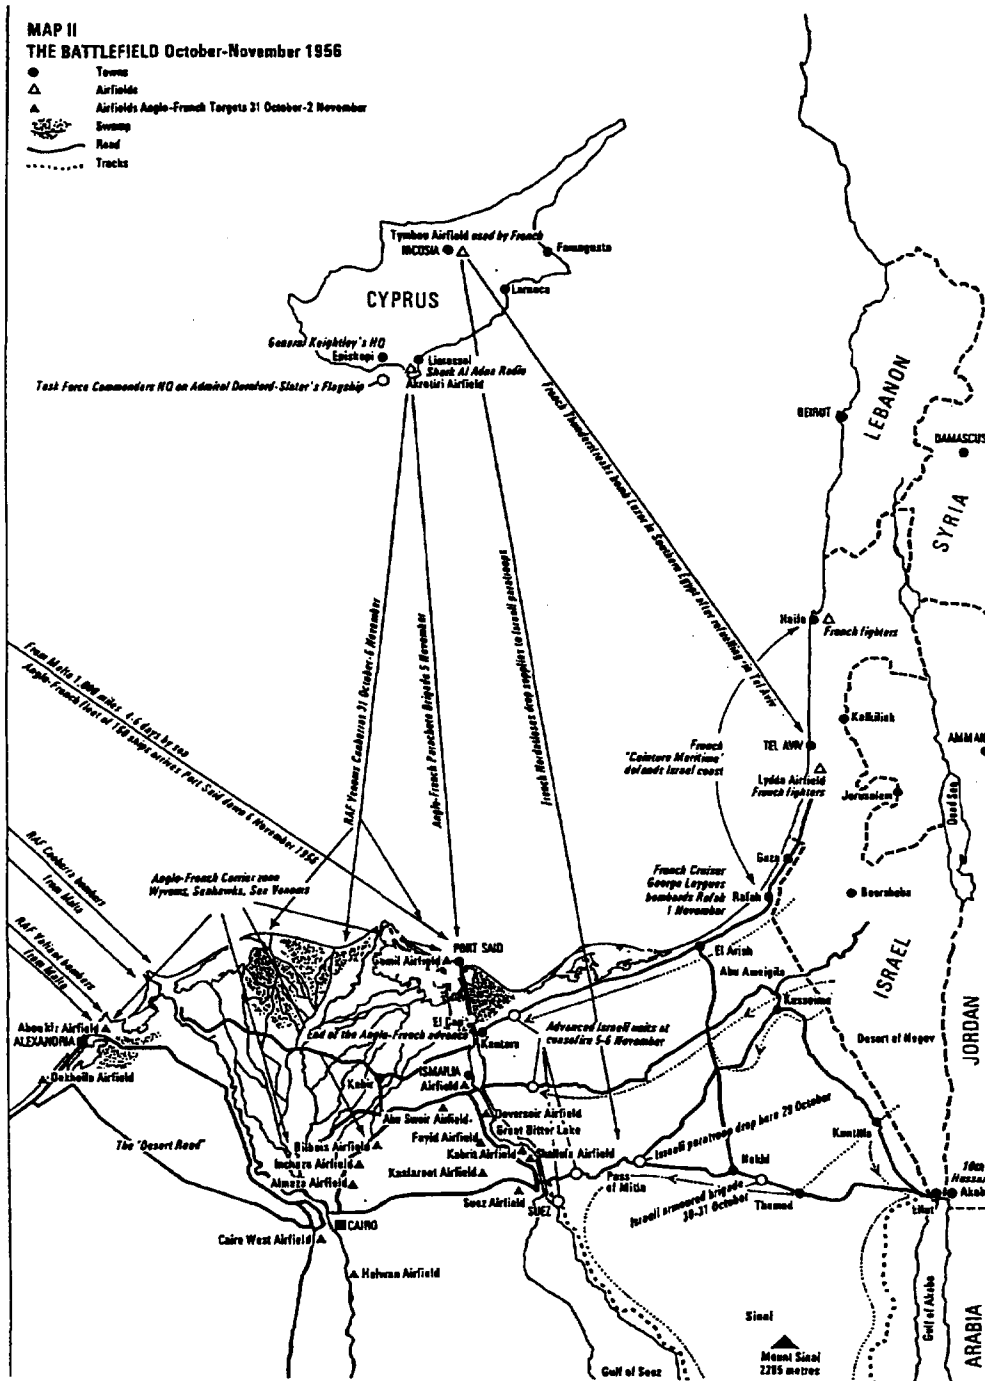 MAP II
THE BATTLEFIELD October-November 1956
Towns
Airfields
Airfields Anglo-French Targets 31 October-2 November
Swamp
Road
Tracks
Tymbou Airfield used by French
NICOSIA
Famagusta
Larnaca
CYPRUS
General Keightley's HQ
Episkopi
Limassol
Shark Al Adna Radio
Akrotiri Airfield
Task Force Commanders HQ on Admiral Durnford-Slater's Flagship
French Thunderstreaks bomb Luxor in Southern Egypt after refuelling in Tel Aviv
BEIRUT
LEBANON
DAMASCUS
SYRIA
RAF Venoms Canberras 31 October-6 November
Anglo-French Parachute Brigade 5 November
French Nordatlases drop supplies to Israeli paratroops
Haifa
French fighters
From Malta 1,000 miles 4-6 days by sea
Anglo-French fleet of 150 ships arrives Port Said dawn 6 November 1956
Kalkiliah
French
'Ceinture Maritime'
defends Israel coast
TEL AVIV
AMMAN
Lydda Airfield
French fighters
Jerusalem
Dead Sea
RAF Canberra bombers
from Malta
Anglo-French Carrier zone
Wyverns, Seahawks, Sea Venoms
Gaza
French Cruiser
George Leygues
bombards Rafah
1 November
Rafah
Beersheba
RAF Valiant bombers
from Malta
PORT SAID
Gamil Airfield
El Arish
Abu Aweigila
ISRAEL
Kusseima
Aboukir Airfield
ALEXANDRIA
El Cap
End of the Anglo-French advance
Kantara
Advanced Israeli units at
ceasefire 5-6 November
Desert of Negev
JORDAN
Dekheila Airfield
ISMAILIA
Airfield
Abu Sueir Airfield
Deversoir Airfield
Great Bitter Lake
The "Desert Road"
Bilbeis Airfield
Fayid Airfield
Kabrit Airfield
Shallufa Airfield
Israeli paratroop drop here 29 October
Kuntilla
Inchass Airfield
Kasfareet Airfield
Pass
of Mitla
Nakhl
Almaza Airfield
Suez Airfield
SUEZ
Israeli armoured brigade
30-31 October
Themed
Akaba
Eilat
CAIRO
Cairo West Airfield
Helwan Airfield
Sinai
Mount Sinai
2285 metres
Gulf of Suez
Gulf of Akaba
ARABIA